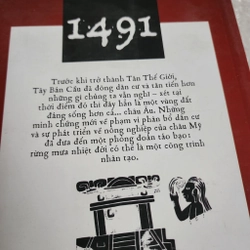 1491
Trước khi trở thành Tân Thế Giới,
Tây Bán Cầu đã đông dân cư và tân tiến hơn
những gì chúng ta vẫn nghĩ – xét tại
thời điểm đó thì đây hẳn là một vùng đất
đáng sống hơn cả... châu Âu. Những
minh chứng mới về phạm vi phân bố dân cư
và sự phát triển về nông nghiệp của châu Mỹ
đã đưa đến một phỏng đoán táo bạo:
rừng mưa nhiệt đới có thể là một công trình
nhân tạo.